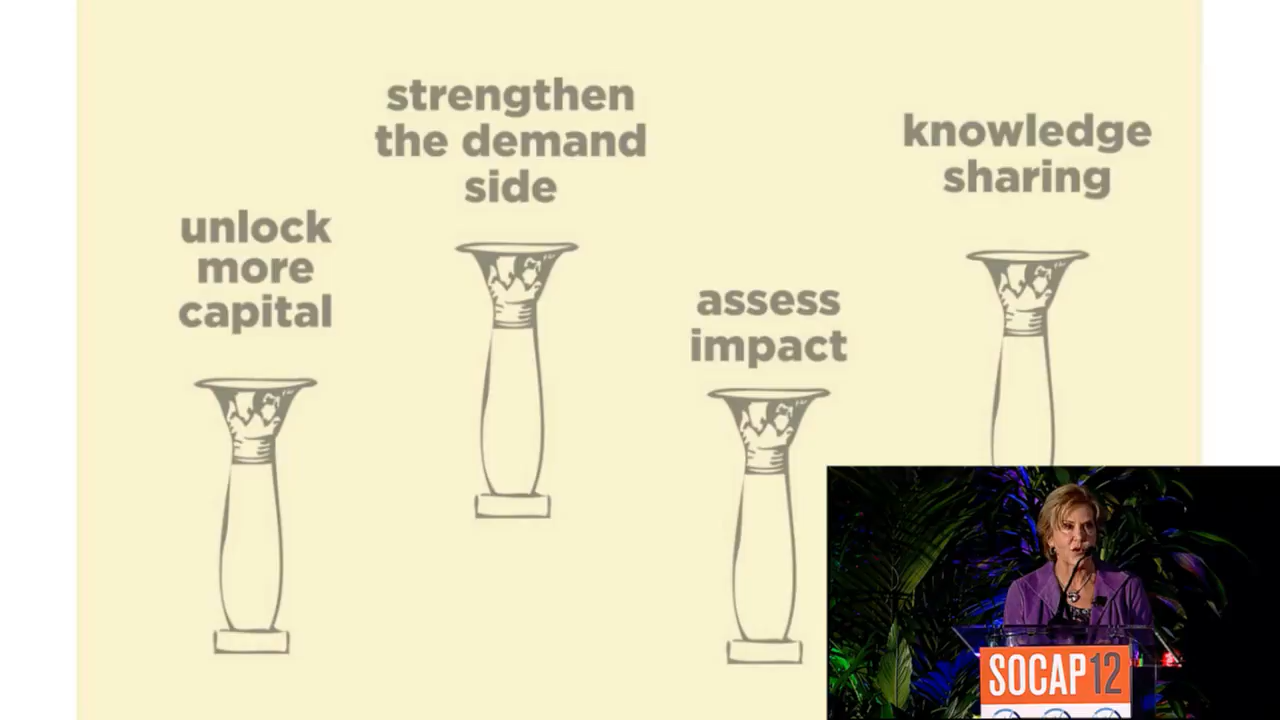 strengthen
the demand
side
knowledge
sharing
unlock
more
capital
assess
impact
SOCAP12